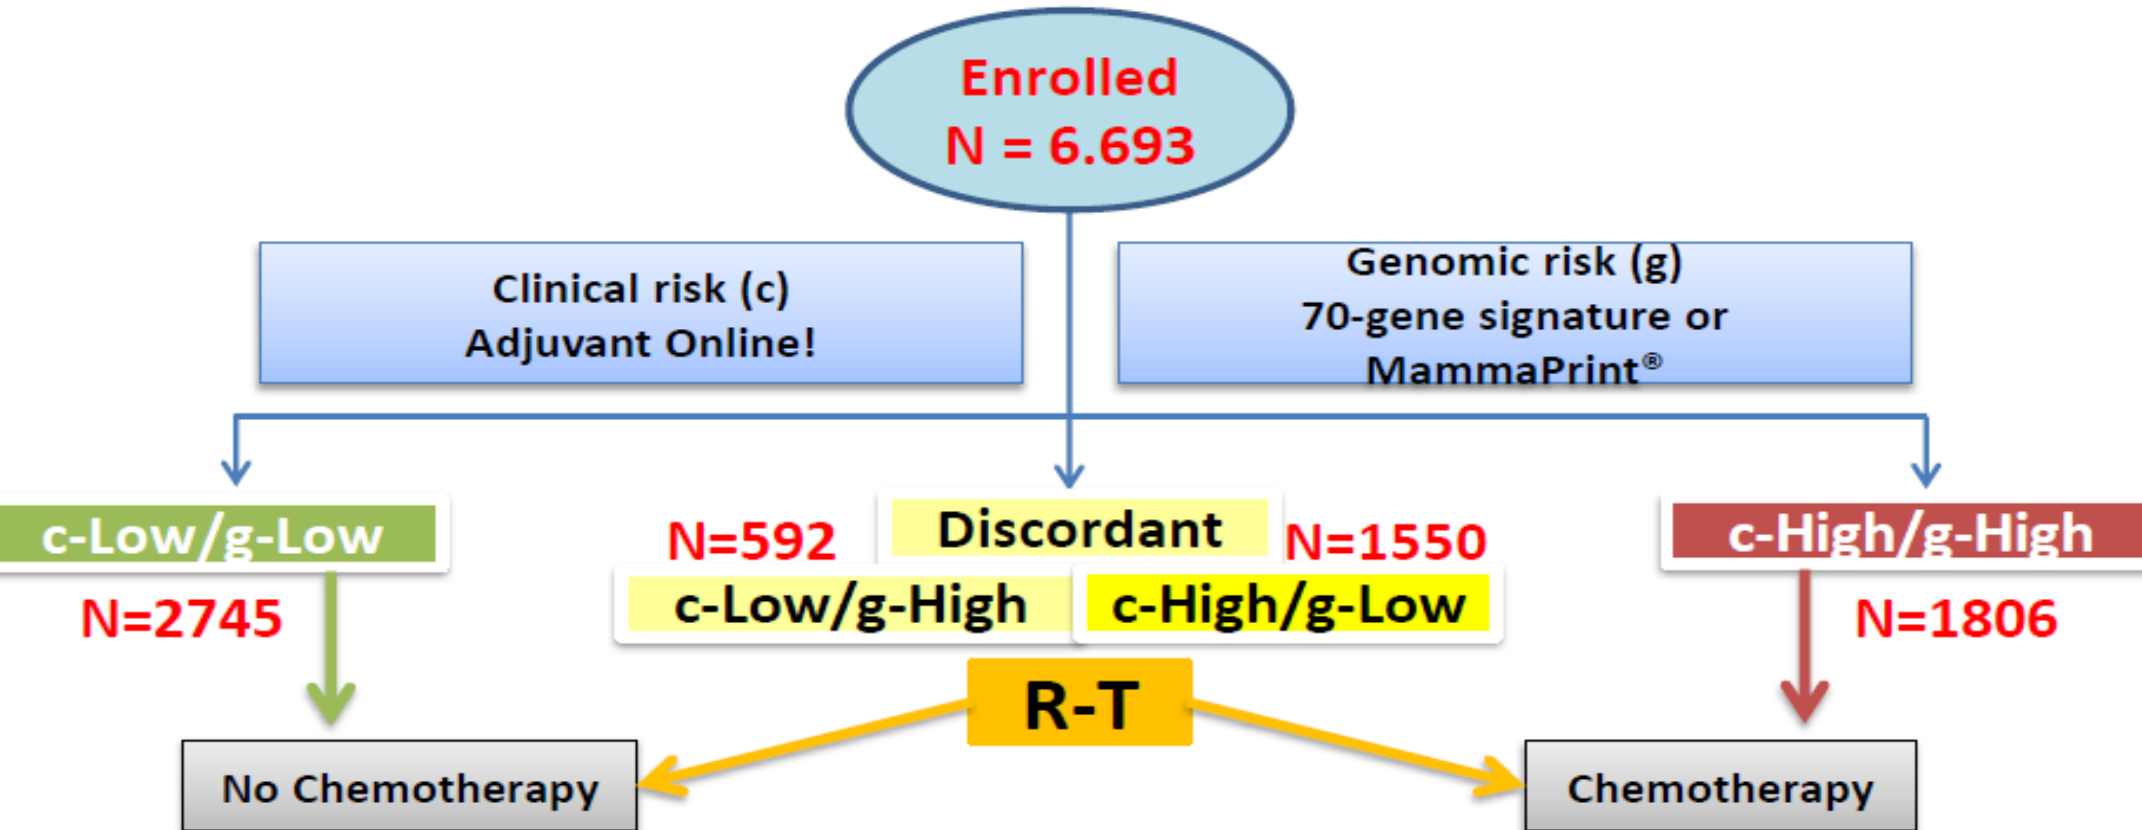 Enrolled
N = 6.693
Clinical risk (c)
Adjuvant Online!
Genomic risk (g)
70-gene signature or
MammaPrint®
c-Low/g-Low
N=2745
N=592
Discordant
N=1550
c-Low/g-High
c-High/g-Low
c-High/g-High
N=1806
R-T
No Chemotherapy
Chemotherapy